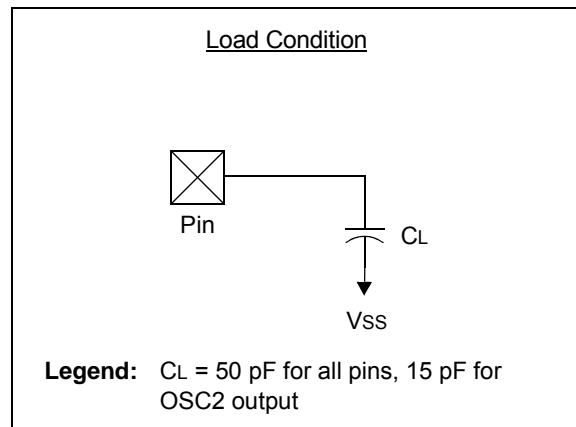 Load Condition
Pin
CL
VSS
Legend: CL = 50 pF for all pins, 15 pF for
OSC2 output